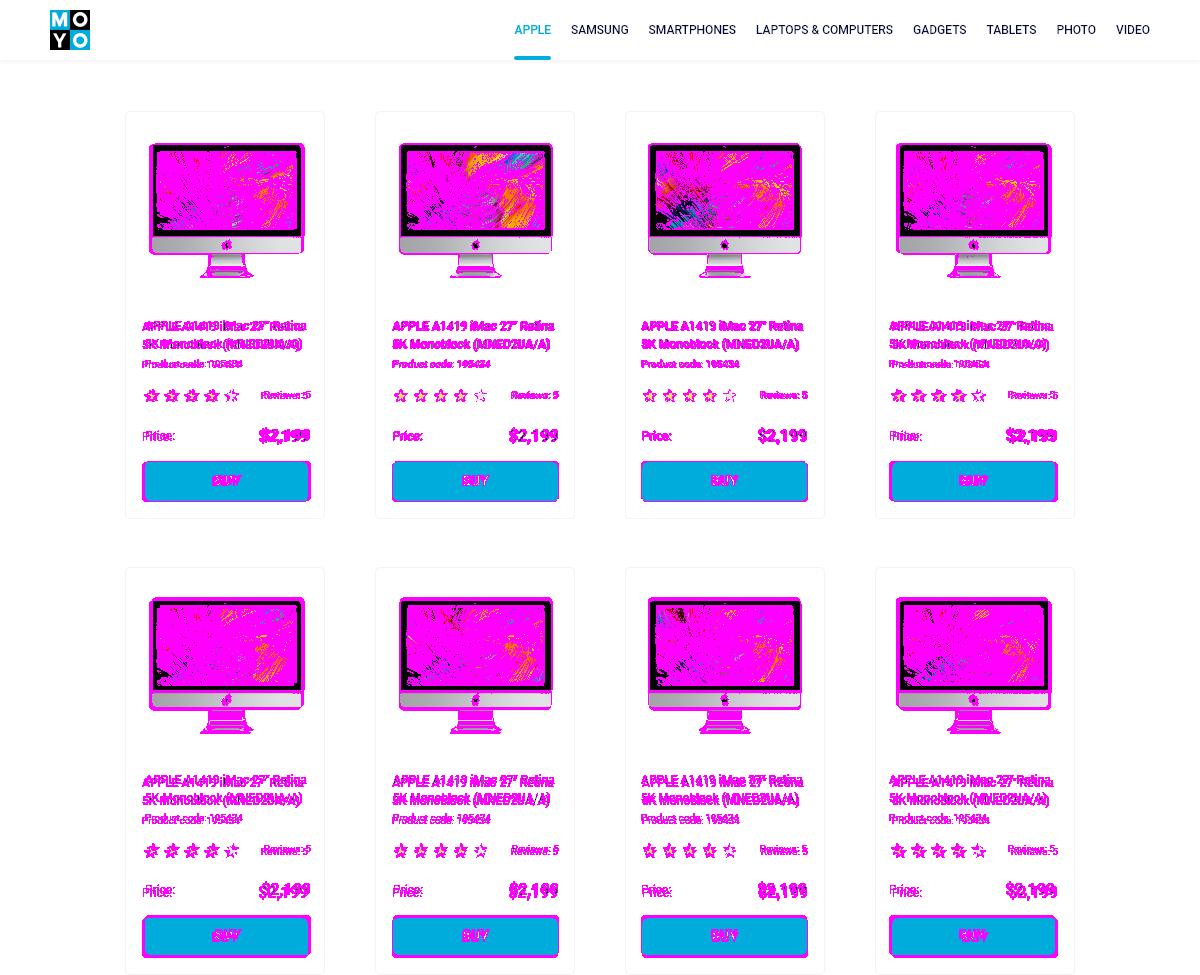 MO
YO
APPLE SAMSUNG SMARTPHONES LAPTOPS & COMPUTERS GADGETS TABLETS PHOTO VIDEO
APPLE A1419 iMac 27" Retina APPLE A1419 iMac 27" Retina APPLE A1419 iMac 27" Retina APPLE A1419 iMac 27" Retina
5K Monoblock (MNED2UA/A) 5K Monoblock (MNED2UA/A) 5K Monoblock (MNED2UA/A) 5K Monoblock (MNED2UA/A)
Product code: 195434 Product code: 195434 Product code: 195434 Product code: 195434
Reviews: 5 Reviews: 5 Reviews: 5 Reviews: 5
Price: $2,199 Price: $2,199 Price: $2,199 Price: $2,199
BUY BUY BUY BUY
APPLE A1419 iMac 27" Retina APPLE A1419 iMac 27" Retina APPLE A1419 iMac 27" Retina APPLE A1419 iMac 27" Retina
5K Monoblock (MNED2UA/A) 5K Monoblock (MNED2UA/A) 5K Monoblock (MNED2UA/A) 5K Monoblock (MNED2UA/A)
Product code: 195434 Product code: 195434 Product code: 195434 Product code: 195434
Reviews: 5 Reviews: 5 Reviews: 5 Reviews: 5
Price: $2,199 Price: $2,199 Price: $2,199 Price: $2,199
BUY BUY BUY BUY